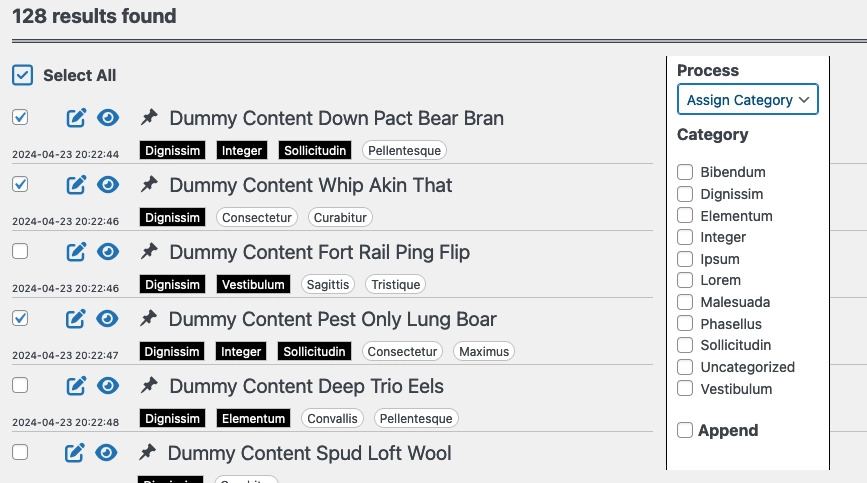 128 results found
Select All
Dummy Content Down Pact Bear Bran
2024-04-23 20:22:44 Dignissim Integer Sollicitudin Pellentesque
Dummy Content Whip Akin That
2024-04-23 20:22:46 Dignissim Consectetur Curabitur
Dummy Content Fort Rail Ping Flip
2024-04-23 20:22:46 Dignissim Vestibulum Sagittis Tristique
Dummy Content Pest Only Lung Boar
2024-04-23 20:22:47 Dignissim Integer Sollicitudin Consectetur Maximus
Dummy Content Deep Trio Eels
2024-04-23 20:22:48 Dignissim Elementum Convallis Pellentesque
Dummy Content Spud Loft Wool
Process
Assign Category
Category
Bibendum
Dignissim
Elementum
Integer
Ipsum
Lorem
Malesuada
Phasellus
Sollicitudin
Uncategorized
Vestibulum
Append